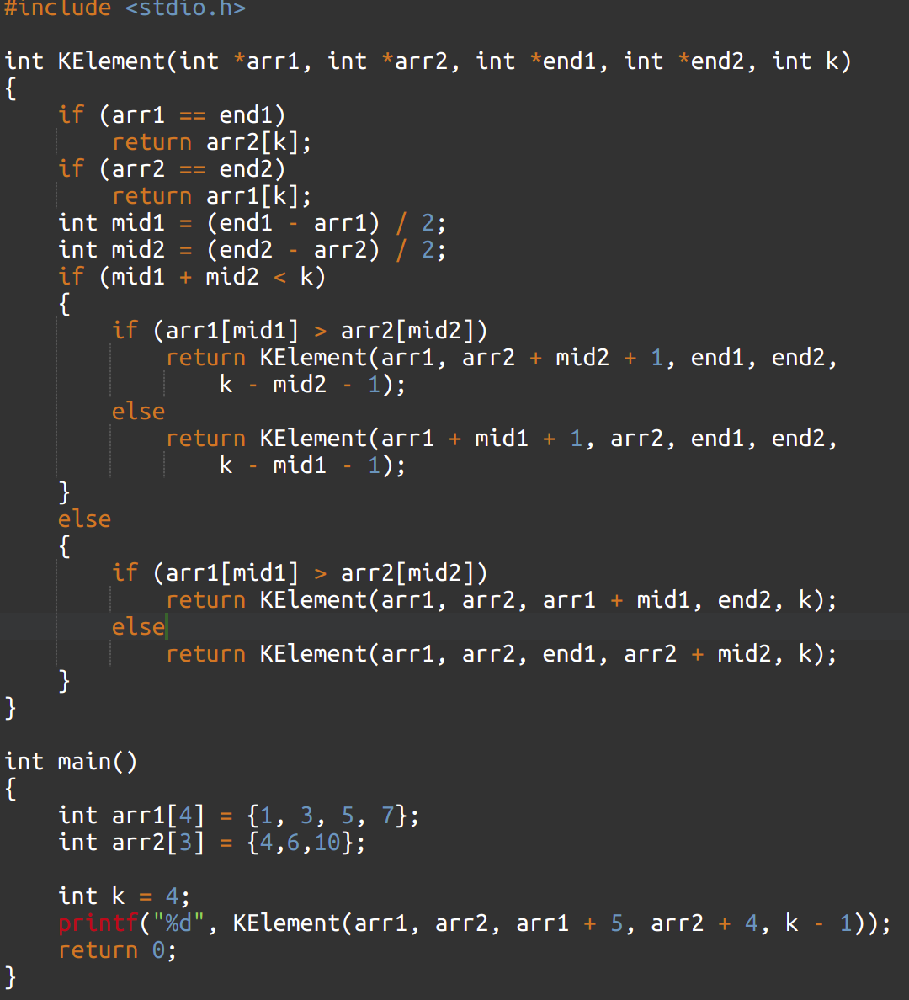 #include <stdio.h>
int KElement(int *arr1, int *arr2, int *end1, int *end2, int k)
{
if (arr1 == end1)
return arr2[k];
if (arr2 == end2)
return arr1[k];
int mid1 = (end1 - arr1) / 2;
int mid2 = (end2 - arr2) / 2;
if (mid1 + mid2 < k)
{
if (arr1[mid1] > arr2[mid2])
return KElement(arr1, arr2 + mid2 + 1, end1, end2,
k - mid2 - 1);
else
return KElement(arr1 + mid1 + 1, arr2, end1, end2,
k - mid1 - 1);
}
else
{
if (arr1[mid1] > arr2[mid2])
return KElement(arr1, arr2, arr1 + mid1, end2, k);
else
return KElement(arr1, arr2, end1, arr2 + mid2, k);
}
}
int main()
{
int arr1[4] = {1, 3, 5, 7};
int arr2[3] = {4,6,10};
int k = 4;
printf("%d", KElement(arr1, arr2, arr1 + 5, arr2 + 4, k - 1));
return 0;
}